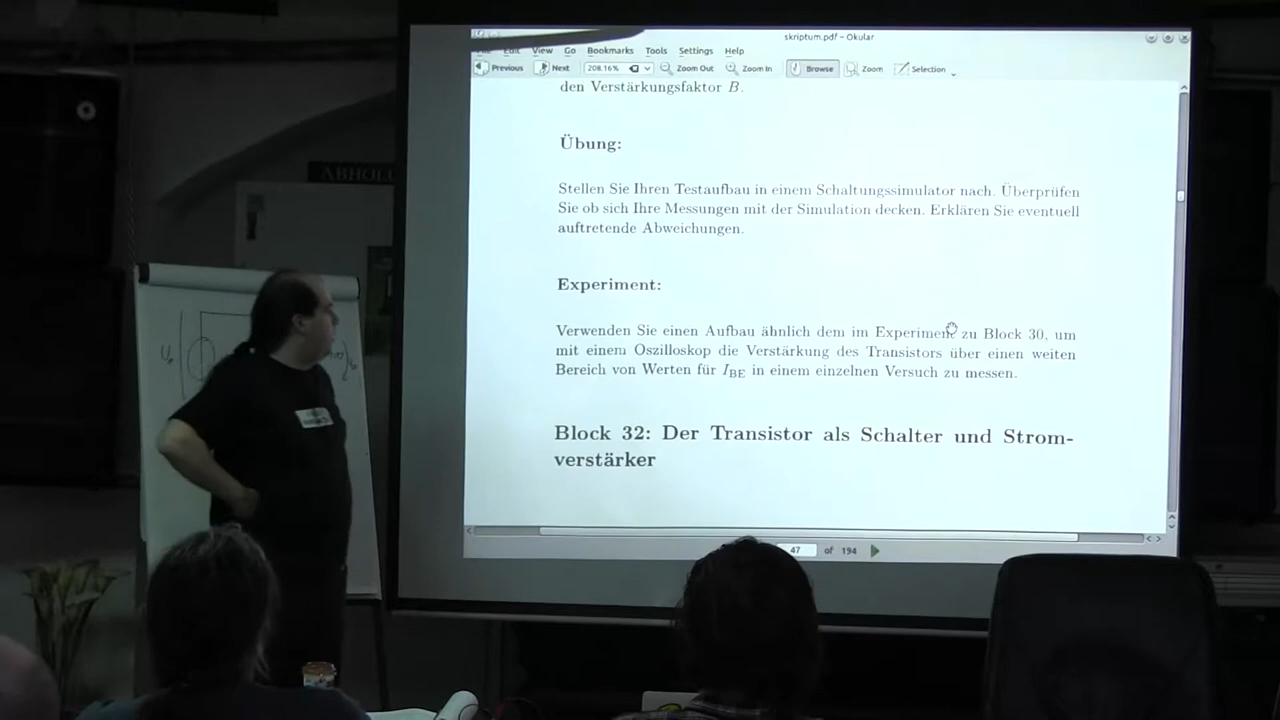 skriptum.pdf – Okular
Edit View Go Bookmarks Tools Settings Help
Previous Next 208.16% Zoom Out Zoom In Browse Zoom Selection
den Verstärkungsfaktor B.
Übung:
Stellen Sie Ihren Testaufbau in einem Schaltungssimulator nach. Überprüfen
Sie ob sich Ihre Messungen mit der Simulation decken. Erklären Sie eventuell
auftretende Abweichungen.
Experiment:
Verwenden Sie einen Aufbau ähnlich dem im Experiment zu Block 30, um
mit einem Oszilloskop die Verstärkung des Transistors über einen weiten
Bereich von Werten für I_BE in einem einzelnen Versuch zu messen.
Block 32: Der Transistor als Schalter und Strom-
verstärker
47 of 194
ABHOLU